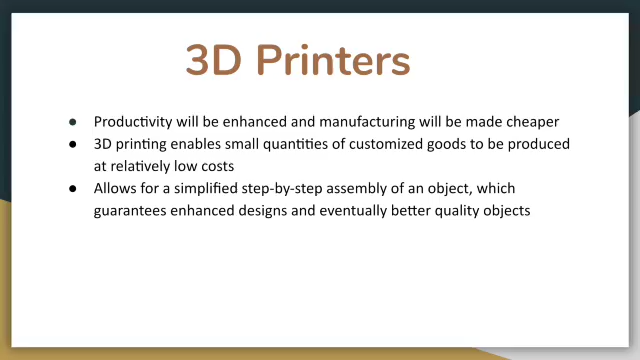 3D Printers
● Productivity will be enhanced and manufacturing will be made cheaper
● 3D printing enables small quantities of customized goods to be produced
at relatively low costs
● Allows for a simplified step-by-step assembly of an object, which
guarantees enhanced designs and eventually better quality objects